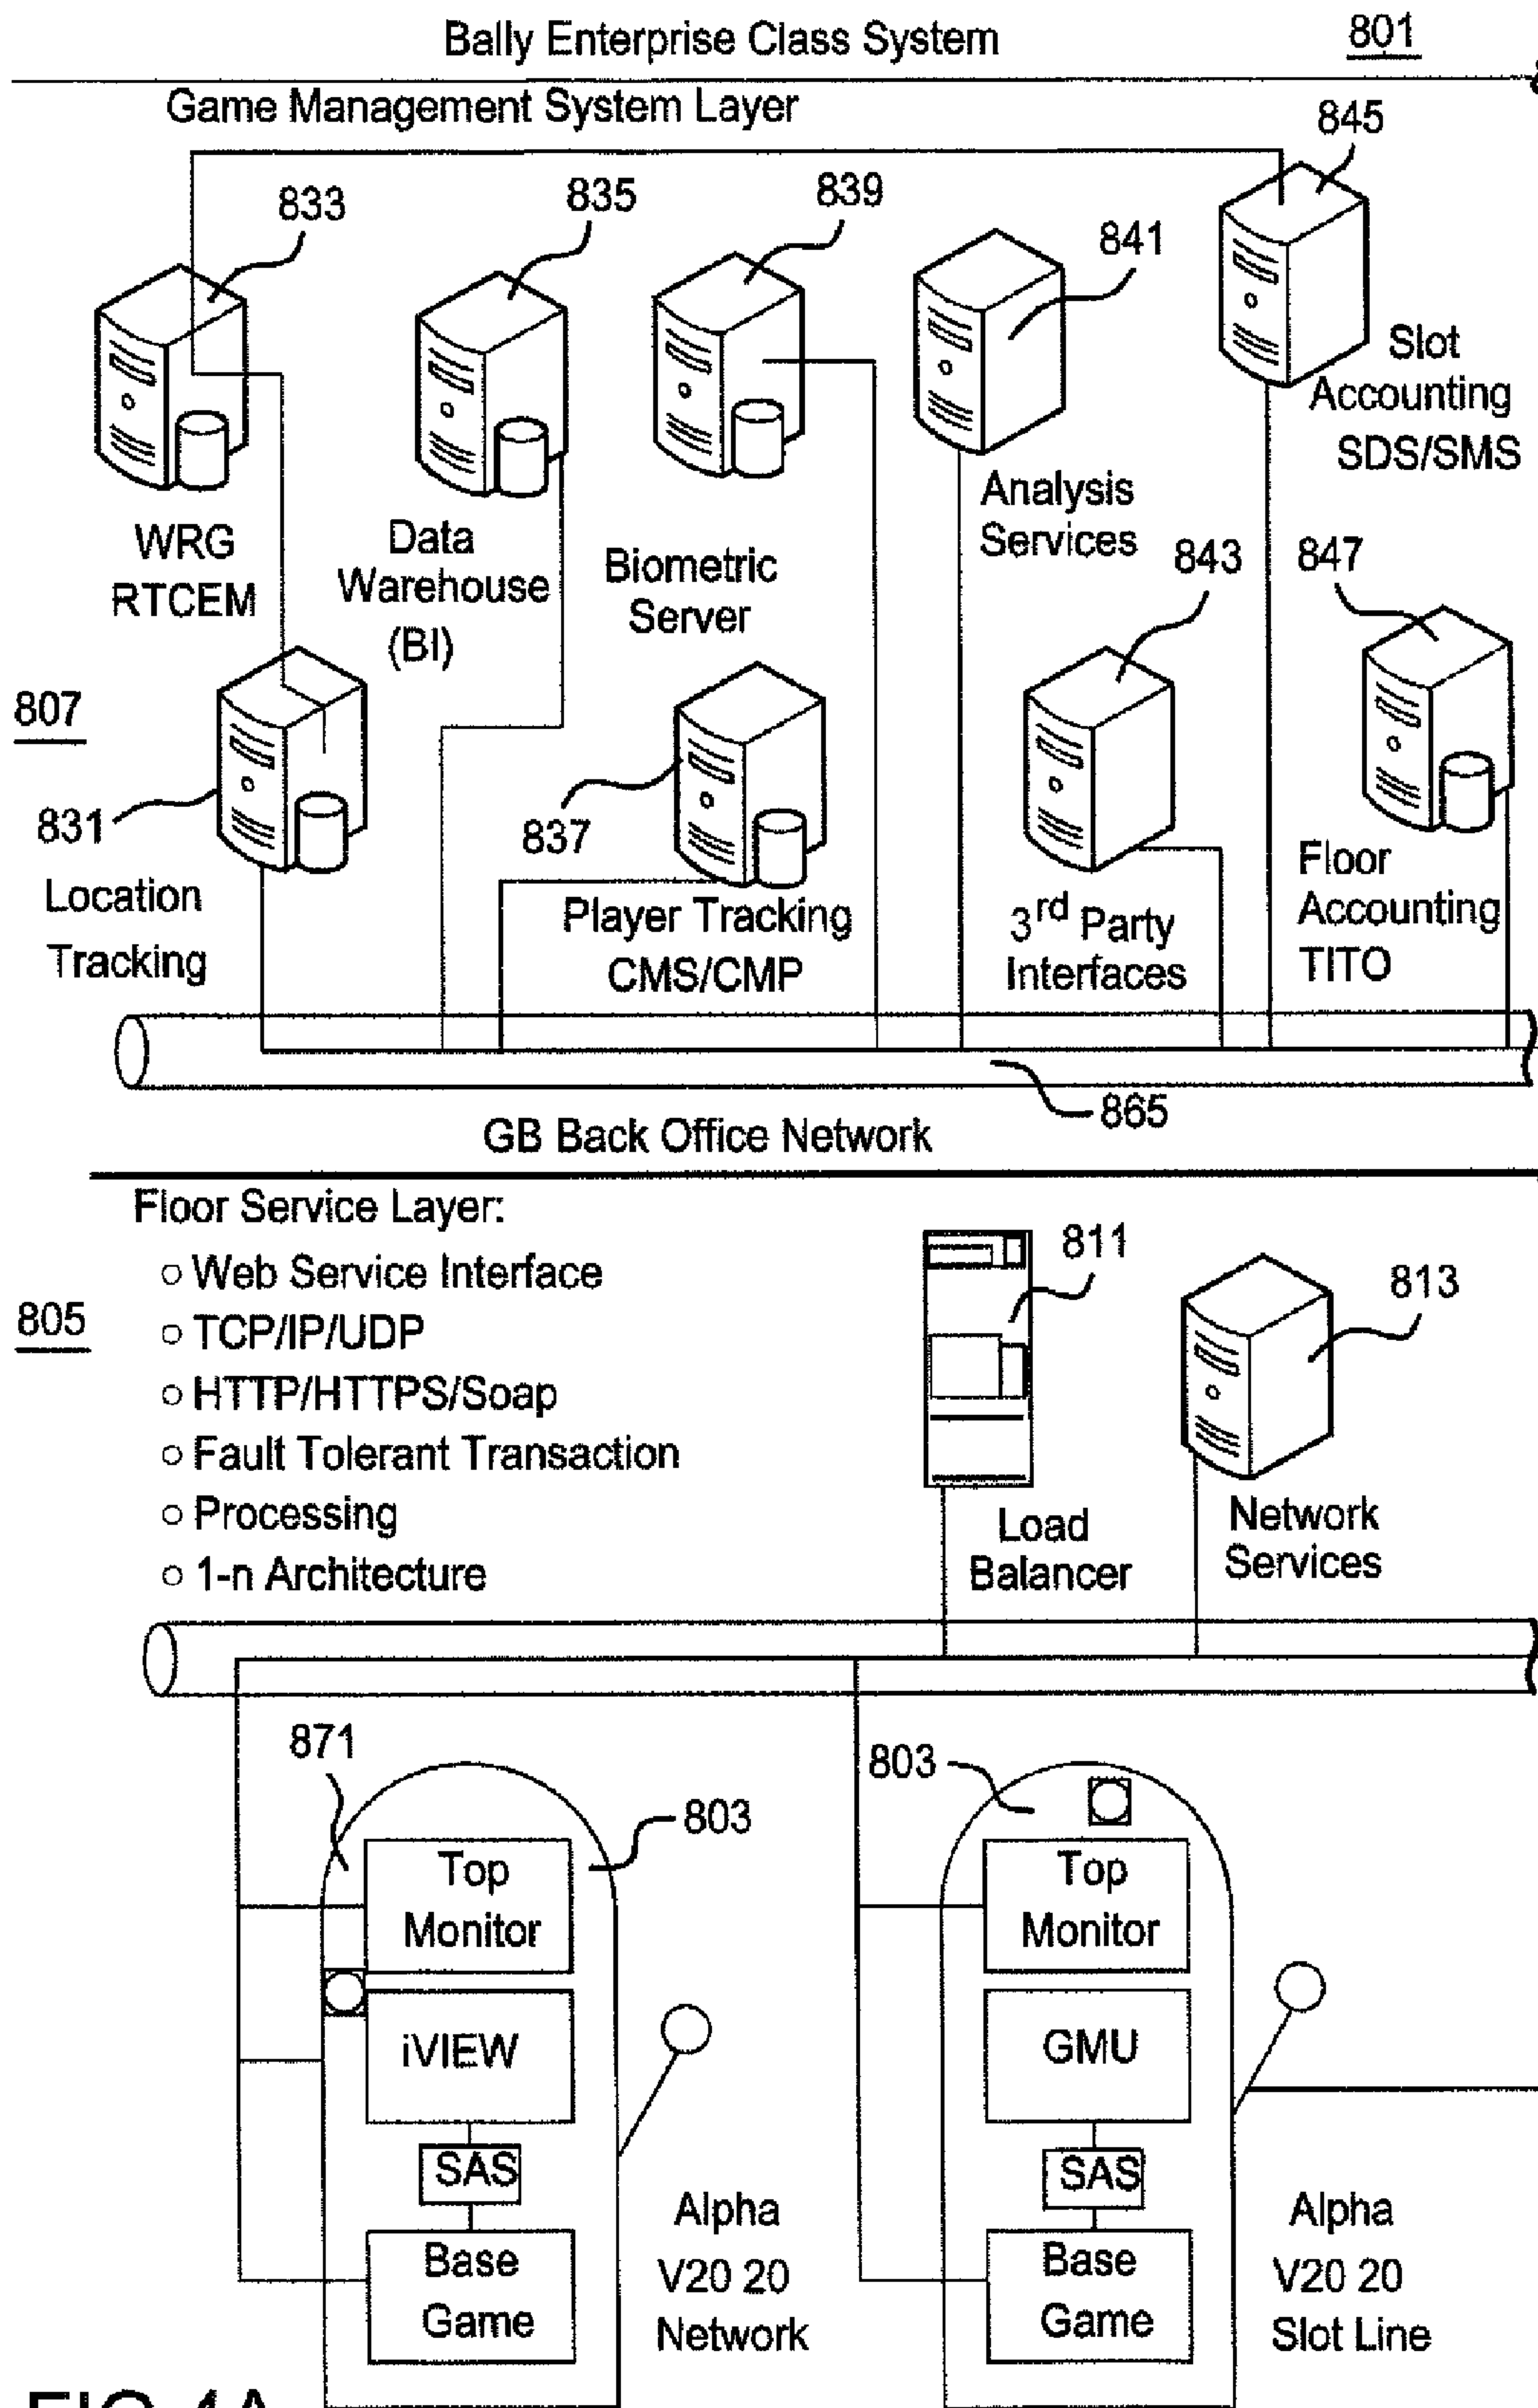 Bally Enterprise Class System
801
Game Management System Layer
845
833
835
839
841
Slot
Accounting
SDS/SMS
WRG
RTCEM
Data
Warehouse
(BI)
Biometric
Server
Analysis
Services
843
847
807
831
837
Location
Tracking
Player Tracking
CMS/CMP
3rd Party
Interfaces
Floor
Accounting
TITO
865
GB Back Office Network
Floor Service Layer:
○ Web Service Interface
○ TCP/IP/UDP
○ HTTP/HTTPS/Soap
○ Fault Tolerant Transaction
○ Processing
○ 1-n Architecture
805
811
813
Load
Balancer
Network
Services
871
803
803
Top
Monitor
iVIEW
SAS
Base
Game
Alpha
V20 20
Network
Top
Monitor
GMU
SAS
Base
Game
Alpha
V20 20
Slot Line
FIG 4A